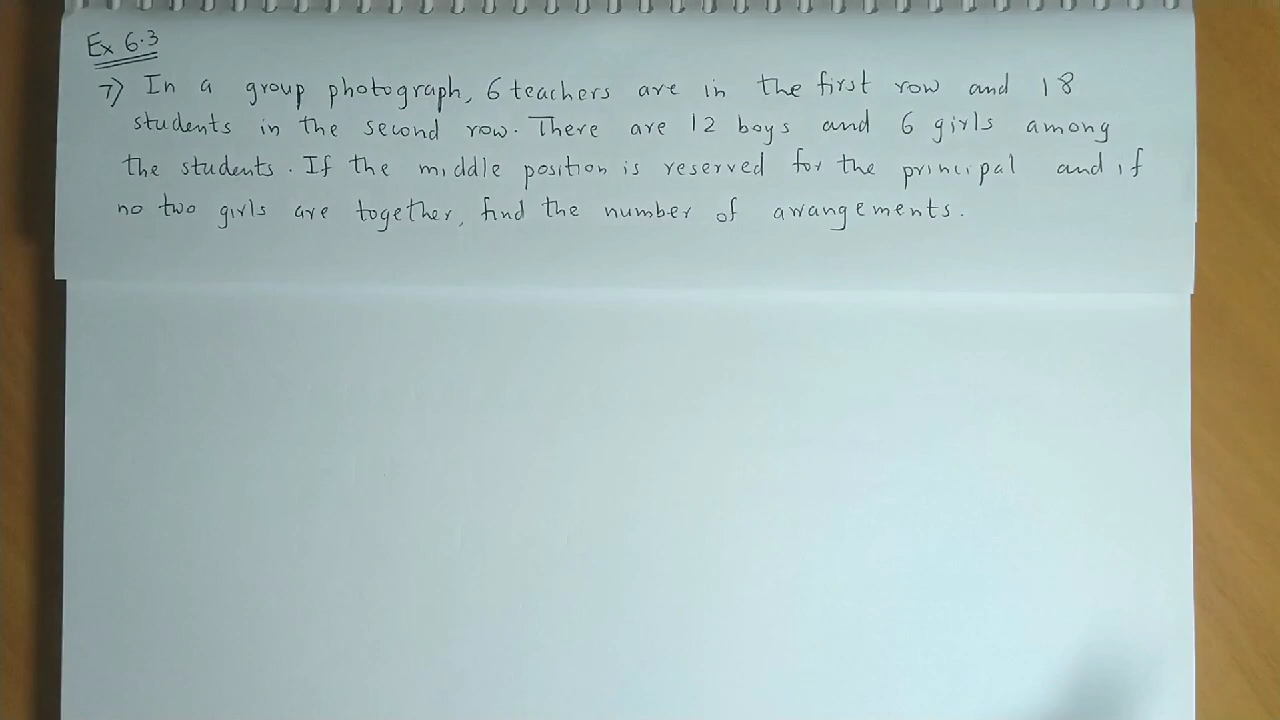 Ex 6.3
7) In a group photograph, 6 teachers are in the first row and 18
students in the second row. There are 12 boys and 6 girls among
the students. If the middle position is reserved for the principal and if
no two girls are together, find the number of arrangements.